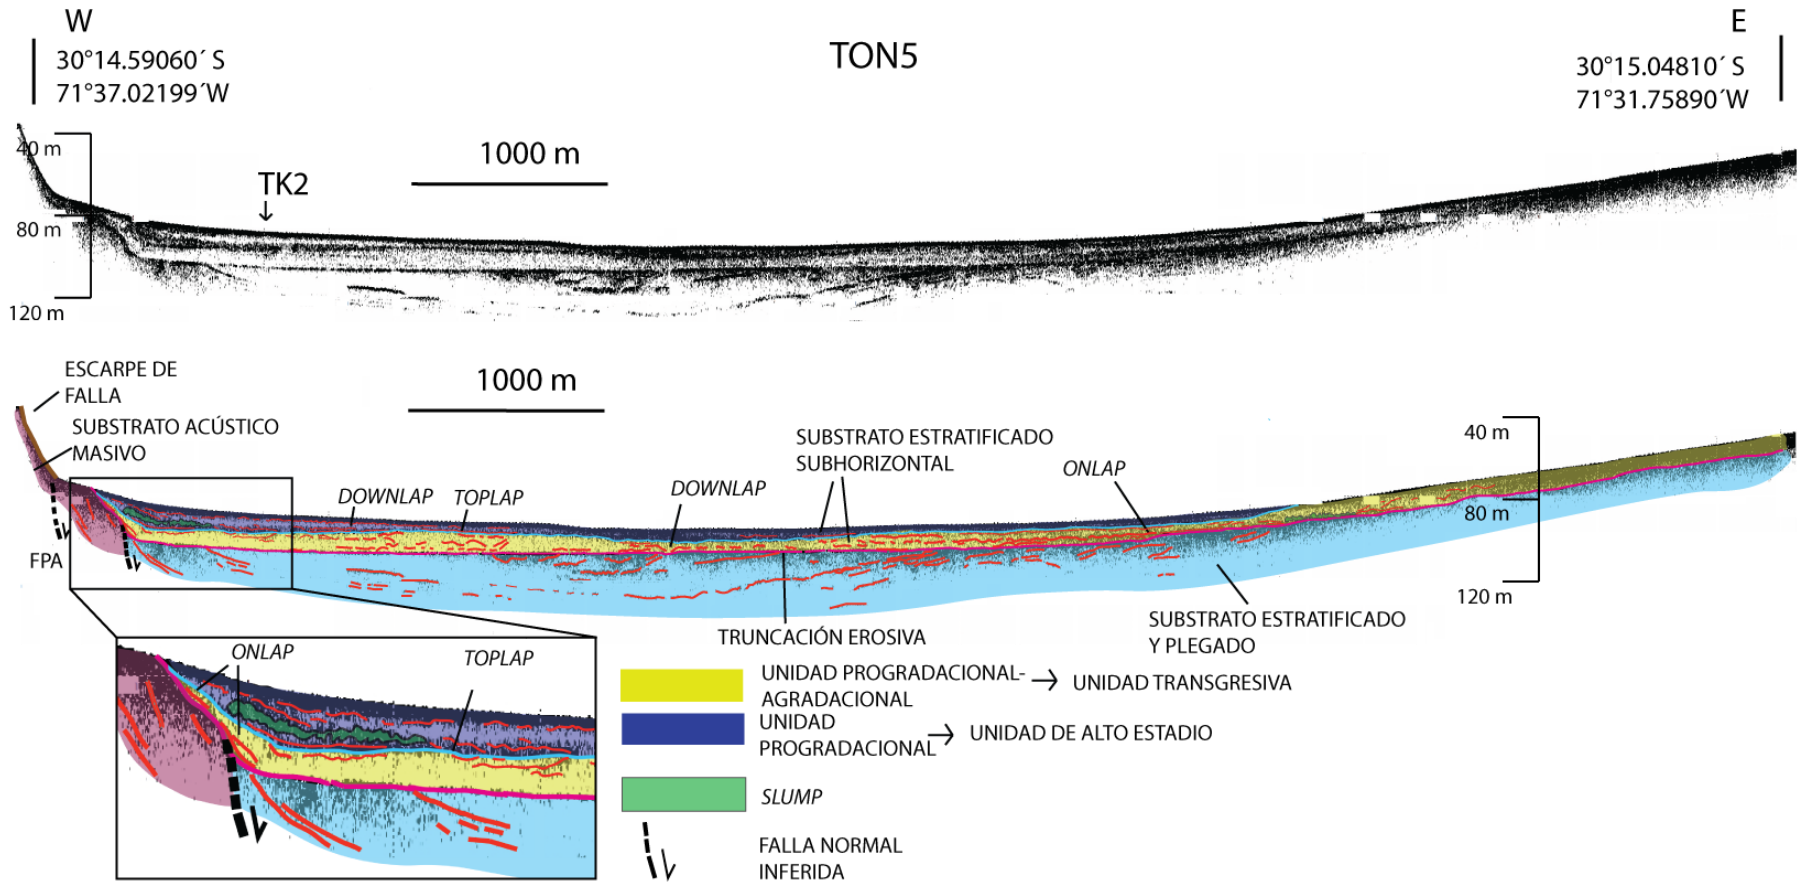 W
30°14.59060´ S
71°37.02199´W
TON5
E
30°15.04810´ S
71°31.75890´W
40 m
80 m
120 m
TK2
1000 m
ESCARPE DE
FALLA
SUBSTRATO ACÚSTICO
MASIVO
1000 m
DOWNLAP
TOPLAP
DOWNLAP
SUBSTRATO ESTRATIFICADO
SUBHORIZONTAL
ONLAP
40 m
80 m
120 m
FPA
TRUNCACIÓN EROSIVA
SUBSTRATO ESTRATIFICADO
Y PLEGADO
ONLAP
TOPLAP
UNIDAD PROGRADACIONAL-
AGRADACIONAL
UNIDAD TRANSGRESIVA
UNIDAD
PROGRADACIONAL
UNIDAD DE ALTO ESTADIO
SLUMP
FALLA NORMAL
INFERIDA